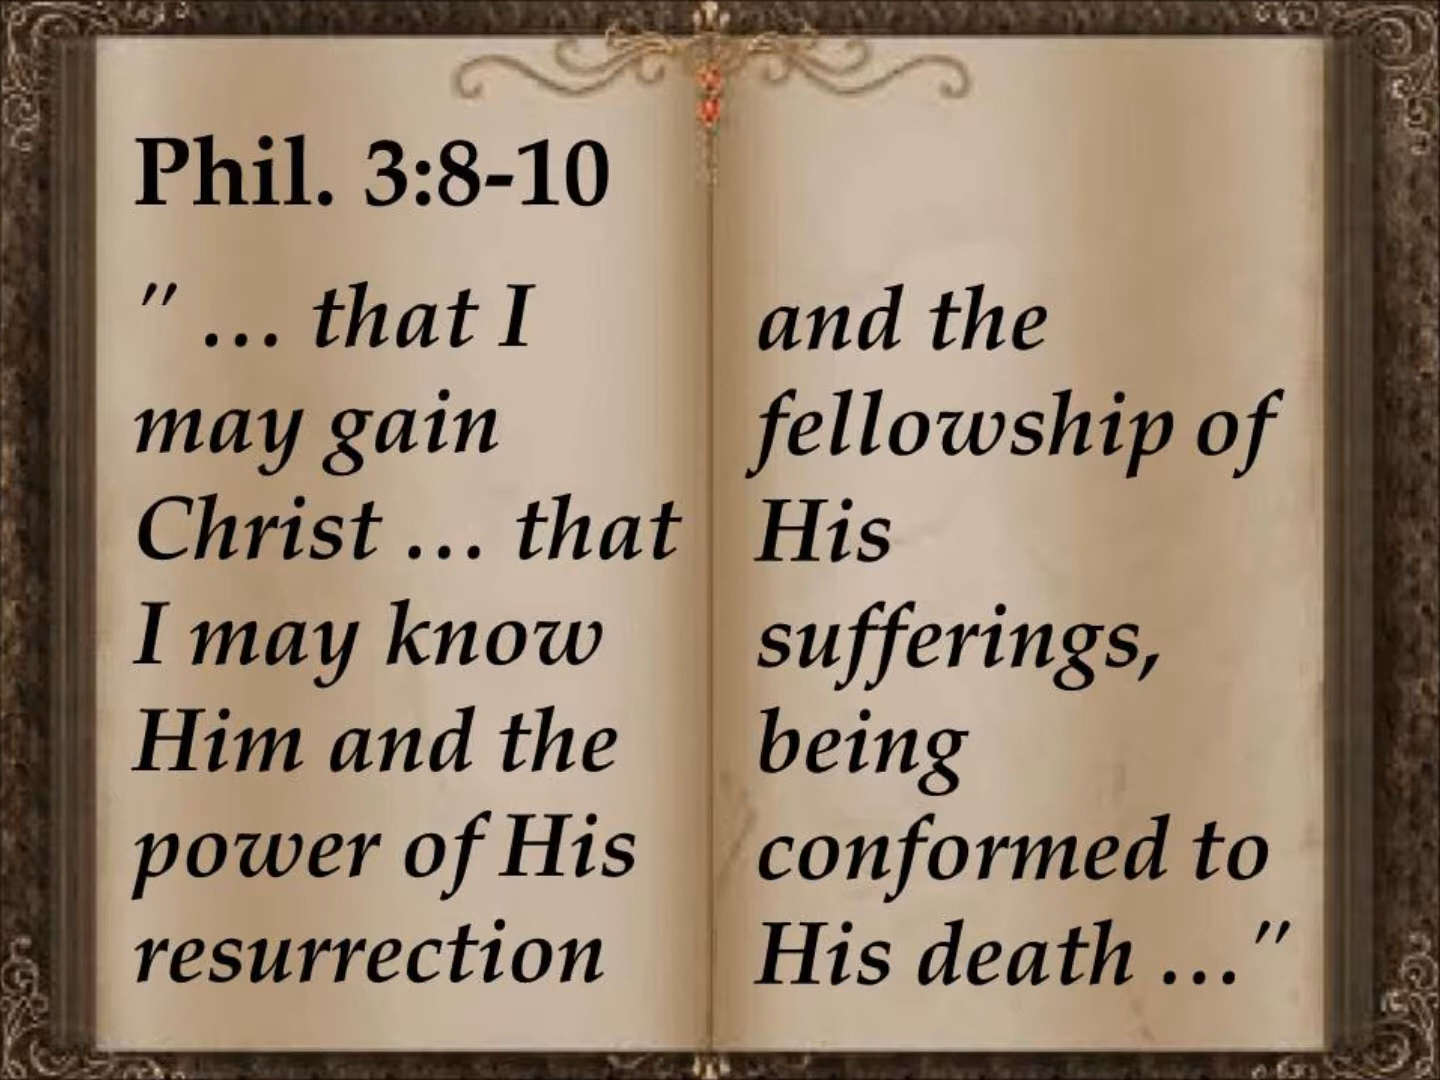 Phil. 3:8-10
" … that I
may gain
Christ … that
I may know
Him and the
power of His
resurrection
and the
fellowship of
His
sufferings,
being
conformed to
His death …"